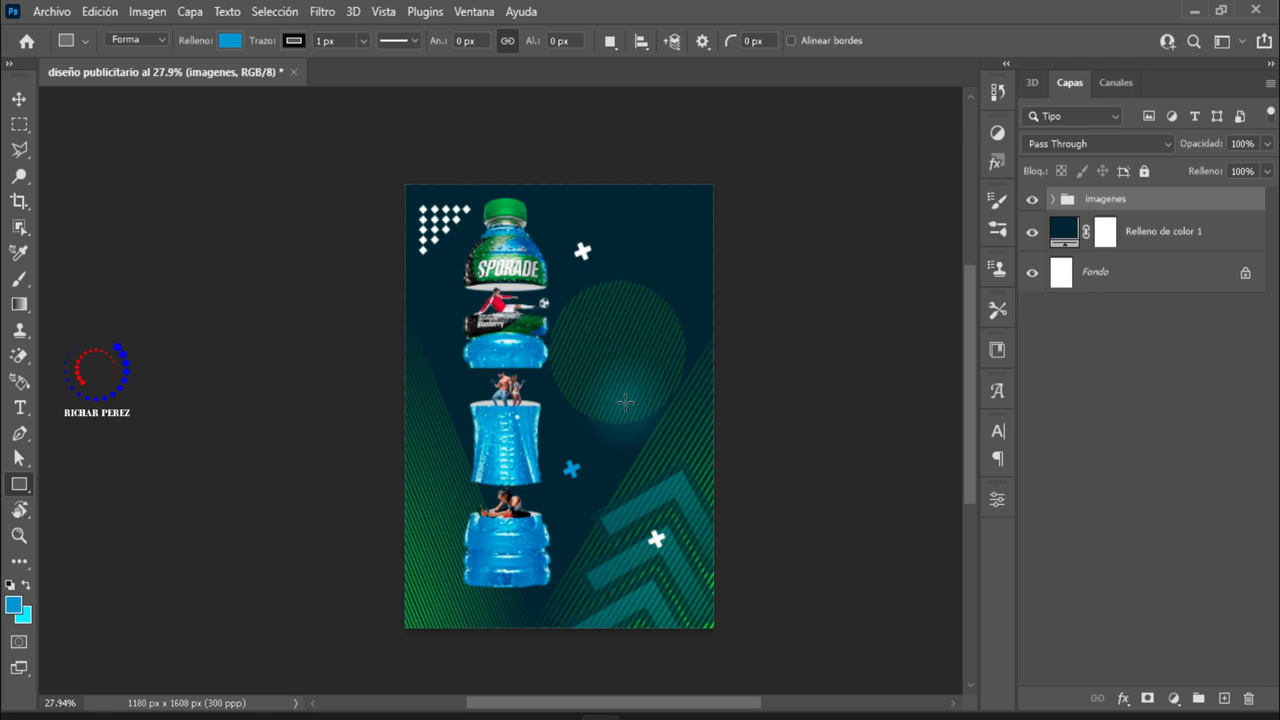 Ps Archivo Edición Imagen Capa Texto Selección Filtro 3D Vista Plugins Ventana Ayuda
Forma Relleno: Trazo: 1 px An.: 0 px Al.: 0 px 0 px Alinear bordes
diseño publicitario al 27.9% (imagenes, RGB/8) * ×
3D Capas Canales
Tipo
Pass Through Opacidad: 100%
Bloq.: Relleno: 100%
imagenes
Relleno de color 1
Fondo
SPORADE
Blueberry
RICHAR PEREZ
27.94% 1180 px x 1608 px (300 ppp)